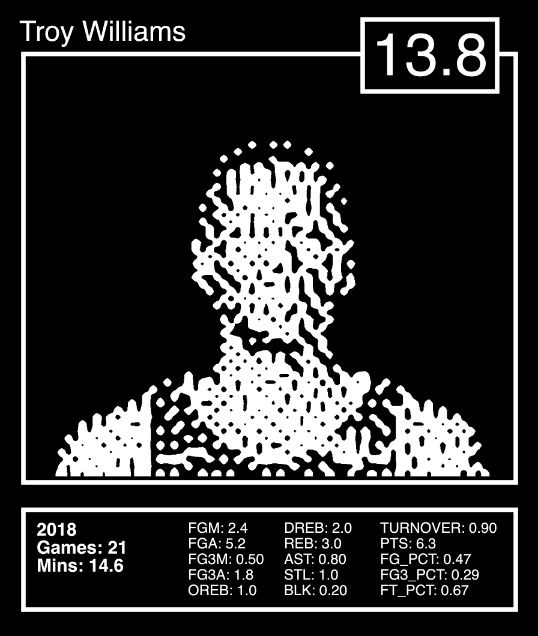 Troy Williams
13.8
2018
Games: 21
Mins: 14.6
FGM: 2.4
FGA: 5.2
FG3M: 0.50
FG3A: 1.8
OREB: 1.0
DREB: 2.0
REB: 3.0
AST: 0.80
STL: 1.0
BLK: 0.20
TURNOVER: 0.90
PTS: 6.3
FG_PCT: 0.47
FG3_PCT: 0.29
FT_PCT: 0.67